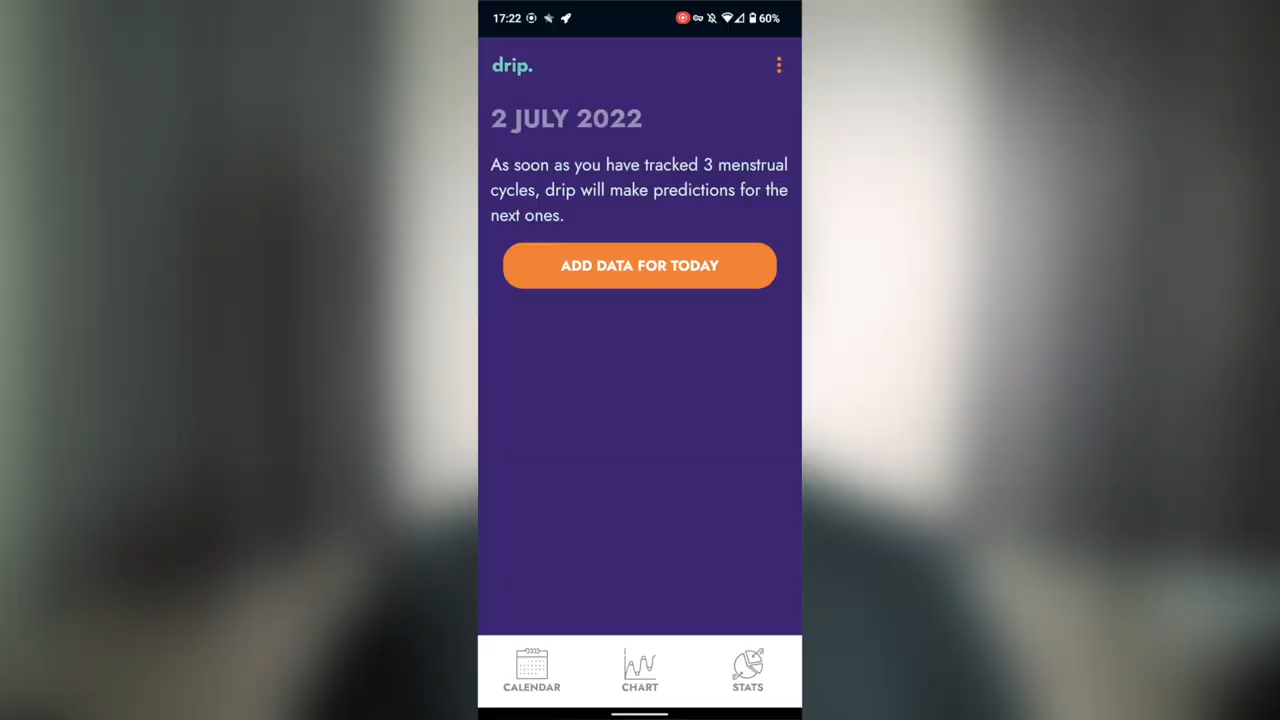 17:22 60%
drip.
2 JULY 2022
As soon as you have tracked 3 menstrual
cycles, drip will make predictions for the
next ones.
ADD DATA FOR TODAY
CALENDAR CHART STATS